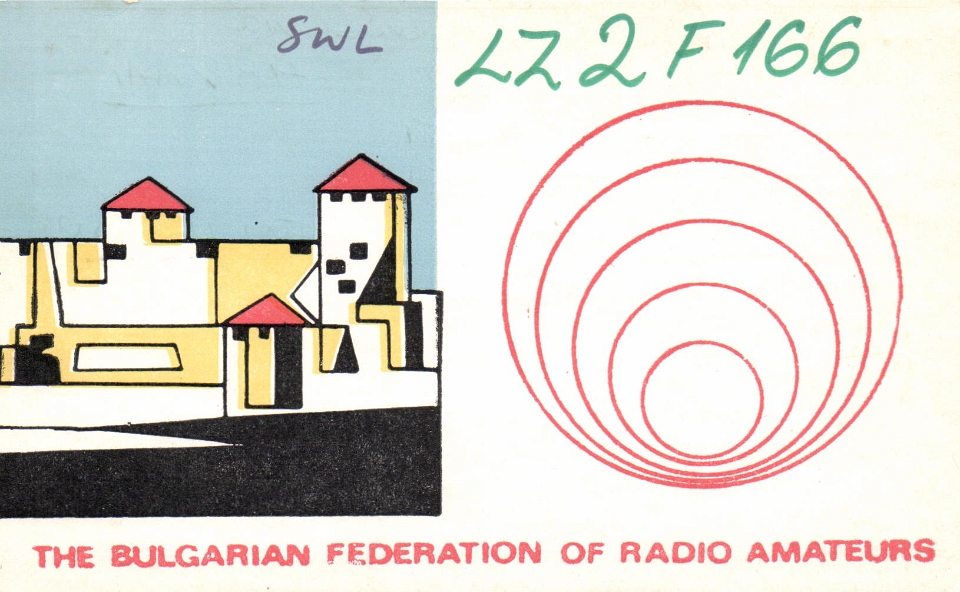 SWL
LZ2F166
THE BULGARIAN FEDERATION OF RADIO AMATEURS